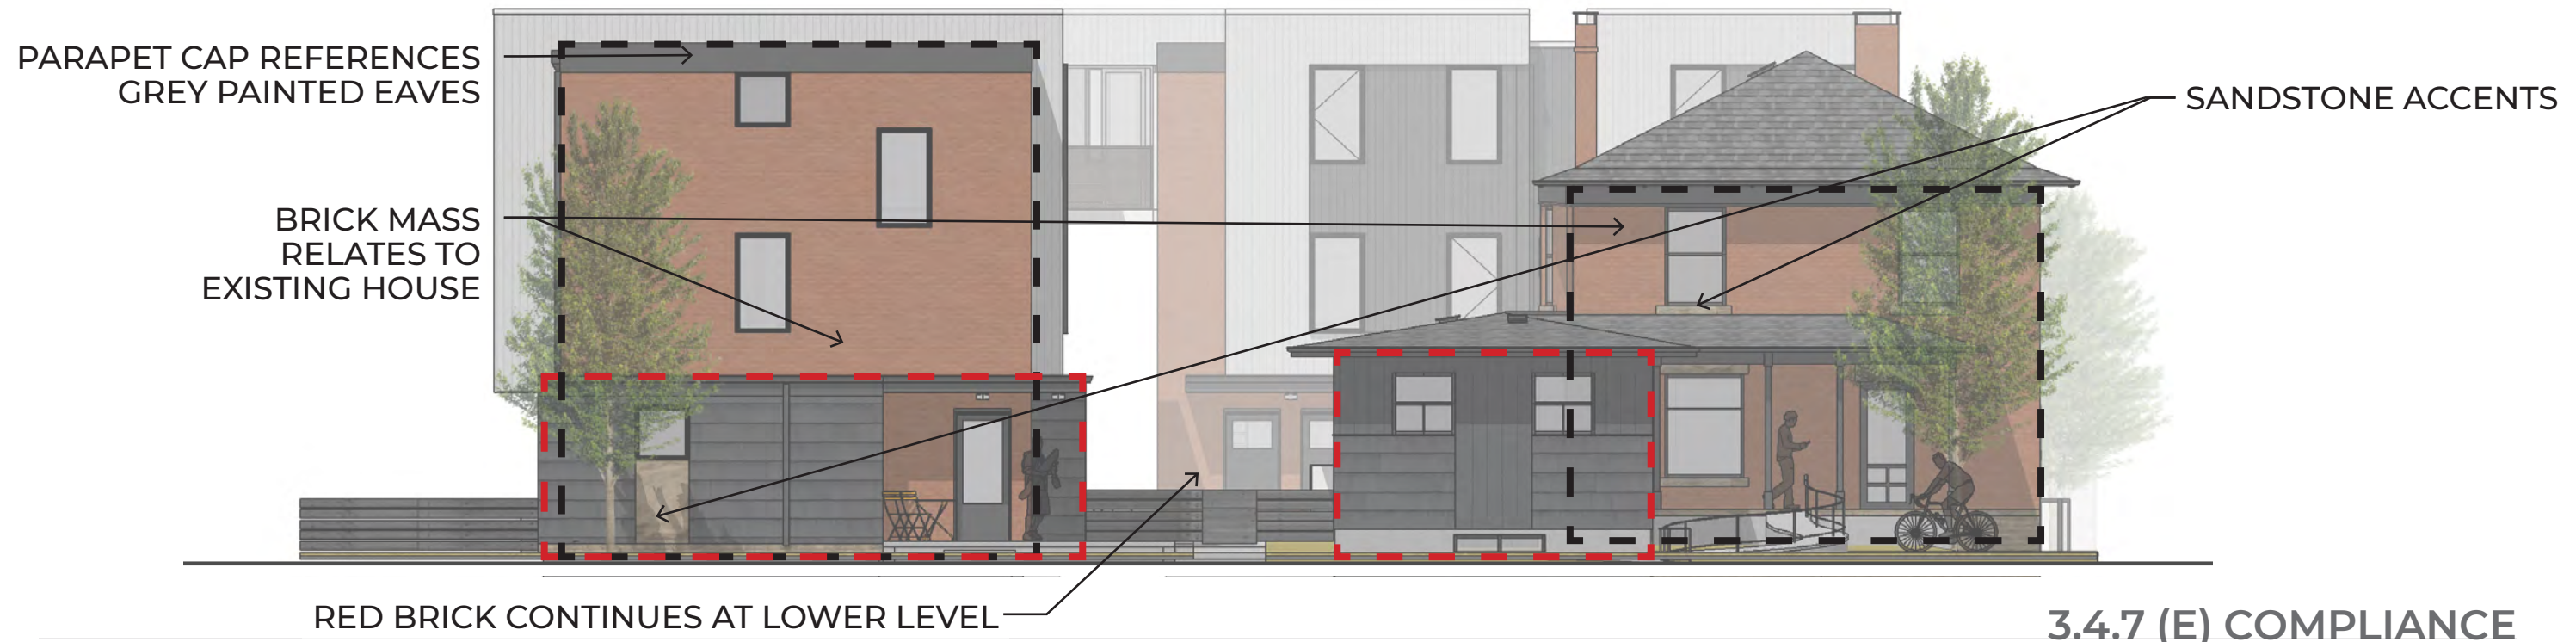 PARAPET CAP REFERENCES
GREY PAINTED EAVES
SANDSTONE ACCENTS
BRICK MASS
RELATES TO
EXISTING HOUSE
RED BRICK CONTINUES AT LOWER LEVEL
3.4.7 (E) COMPLIANCE